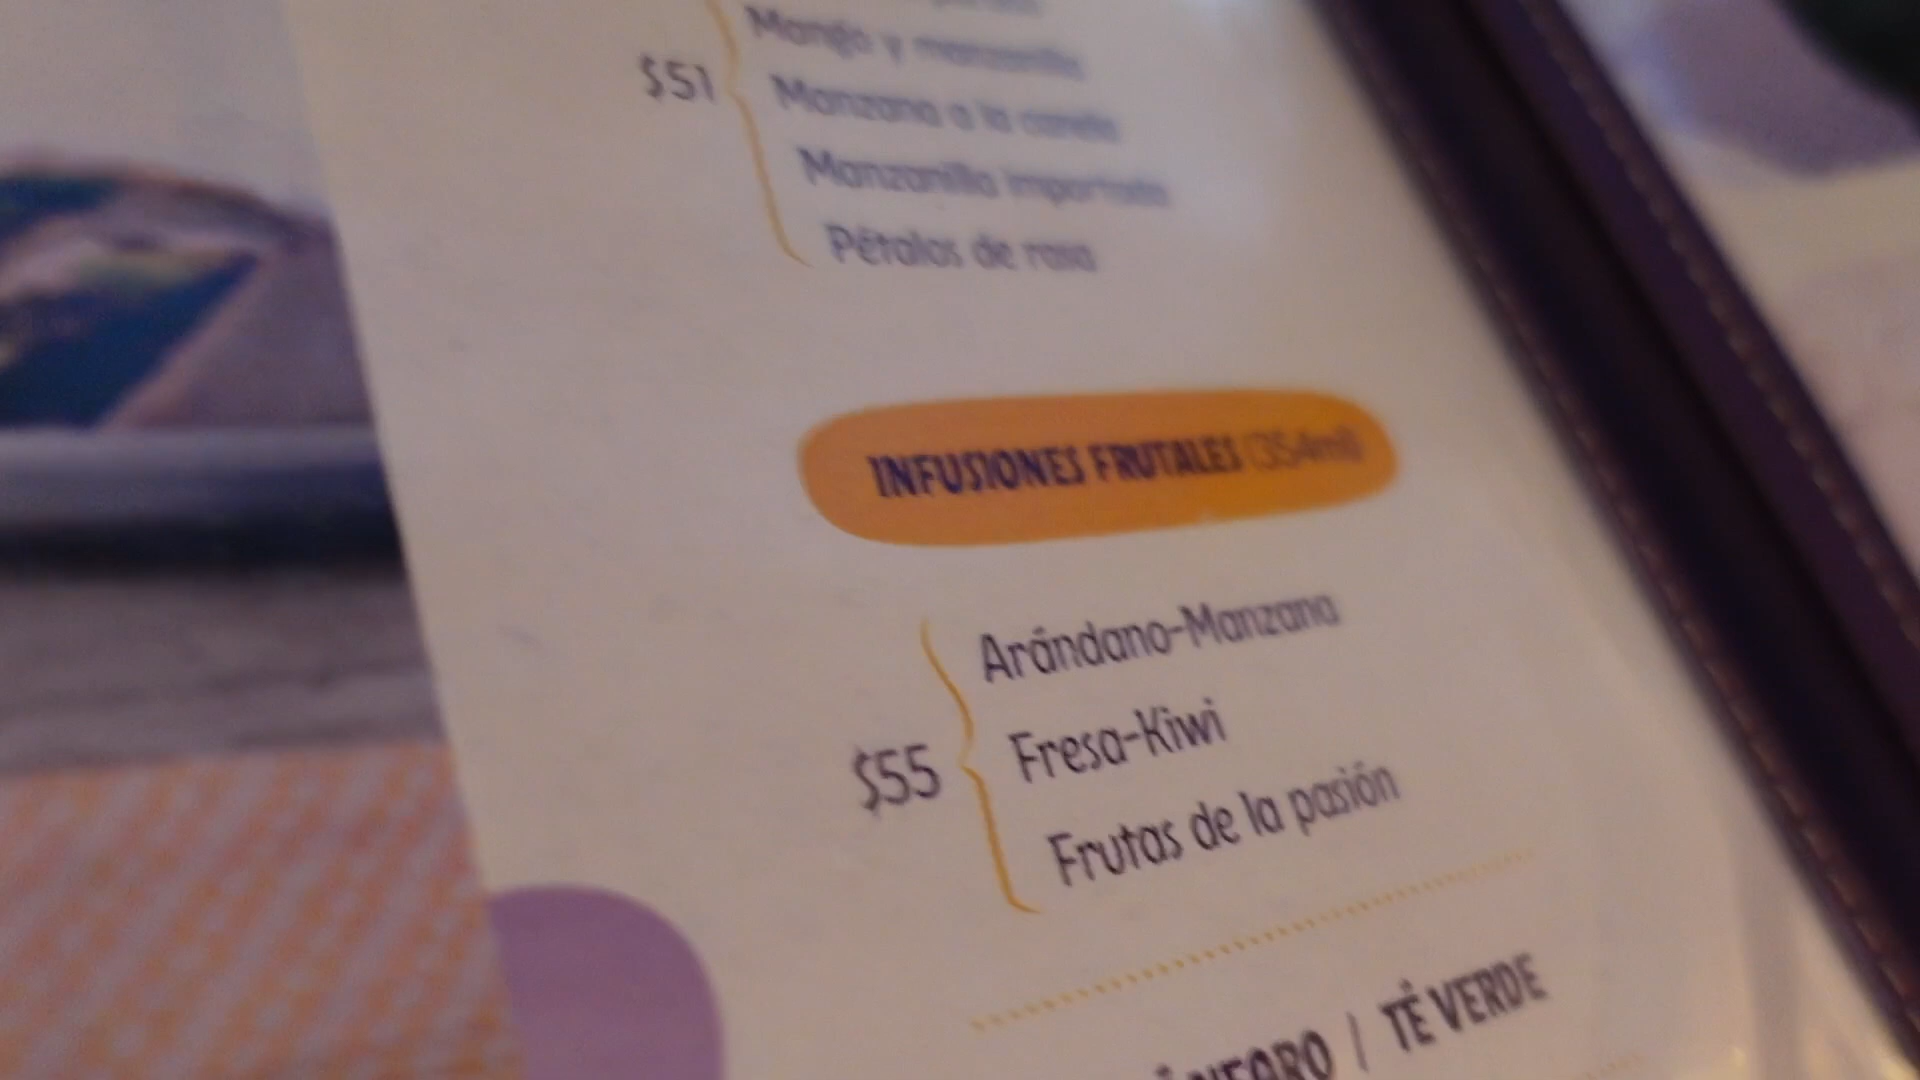 Mango y manzanilla
$51
Manzana a la canela
Manzanilla importada
Pétalos de rosa
INFUSIONES FRUTALES (354ml)
Arándano-Manzana
$55
Fresa-Kiwi
Frutas de la pasión
/ TÉ VERDE